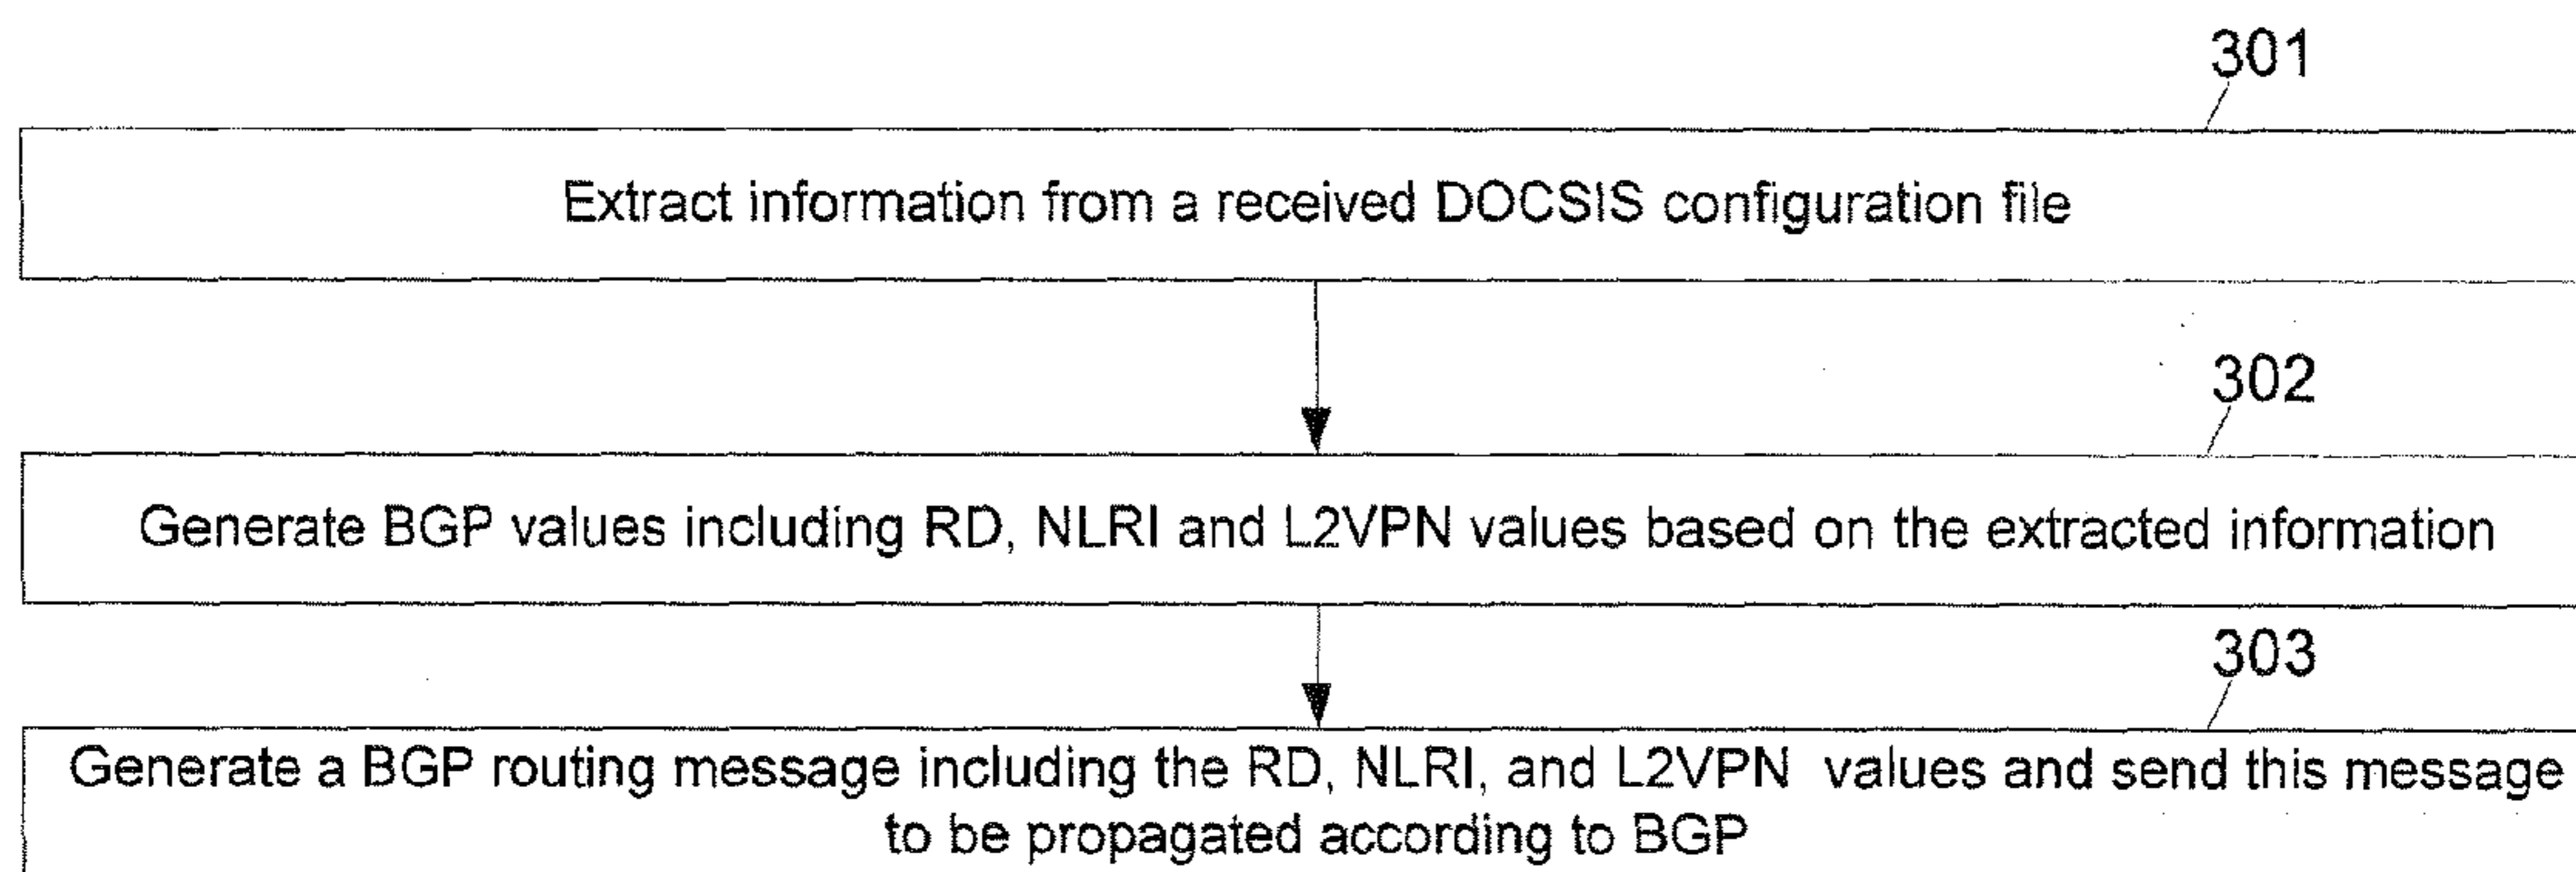 301
Extract information from a received DOCSIS configuration file
302
Generate BGP values including RD, NLRI and L2VPN values based on the extracted information
303
Generate a BGP routing message including the RD, NLRI, and L2VPN values and send this message
to be propagated according to BGP